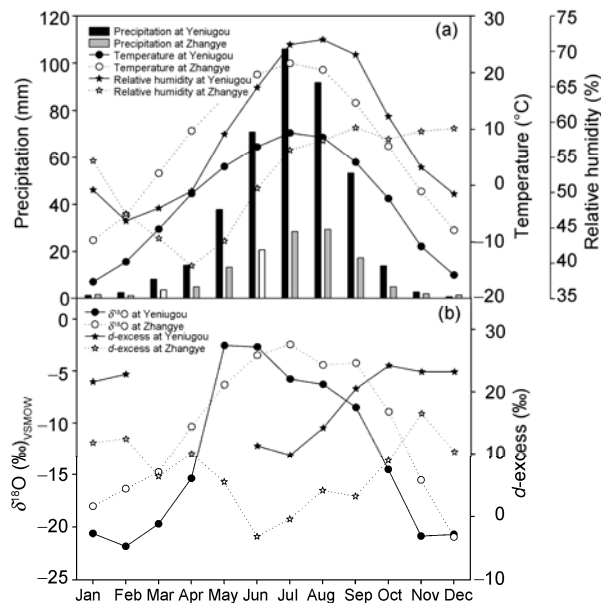 (a)
Precipitation at Yeniugou
Precipitation at Zhangye
Temperature at Yeniugou
Temperature at Zhangye
Relative humidity at Yeniugou
Relative humidity at Zhangye
Precipitation (mm)
120
100
80
60
40
20
0
Temperature (°C)
30
20
10
0
−10
−20
Relative humidity (%)
75
70
65
60
55
50
45
40
35
(b)
δ¹⁸O at Yeniugou
δ¹⁸O at Zhangye
d-excess at Yeniugou
d-excess at Zhangye
δ¹⁸O (‰)VSMOW
0
−5
−10
−15
−20
−25
d-excess (‰)
30
20
10
0
−10
Jan Feb Mar Apr May Jun Jul Aug Sep Oct Nov Dec